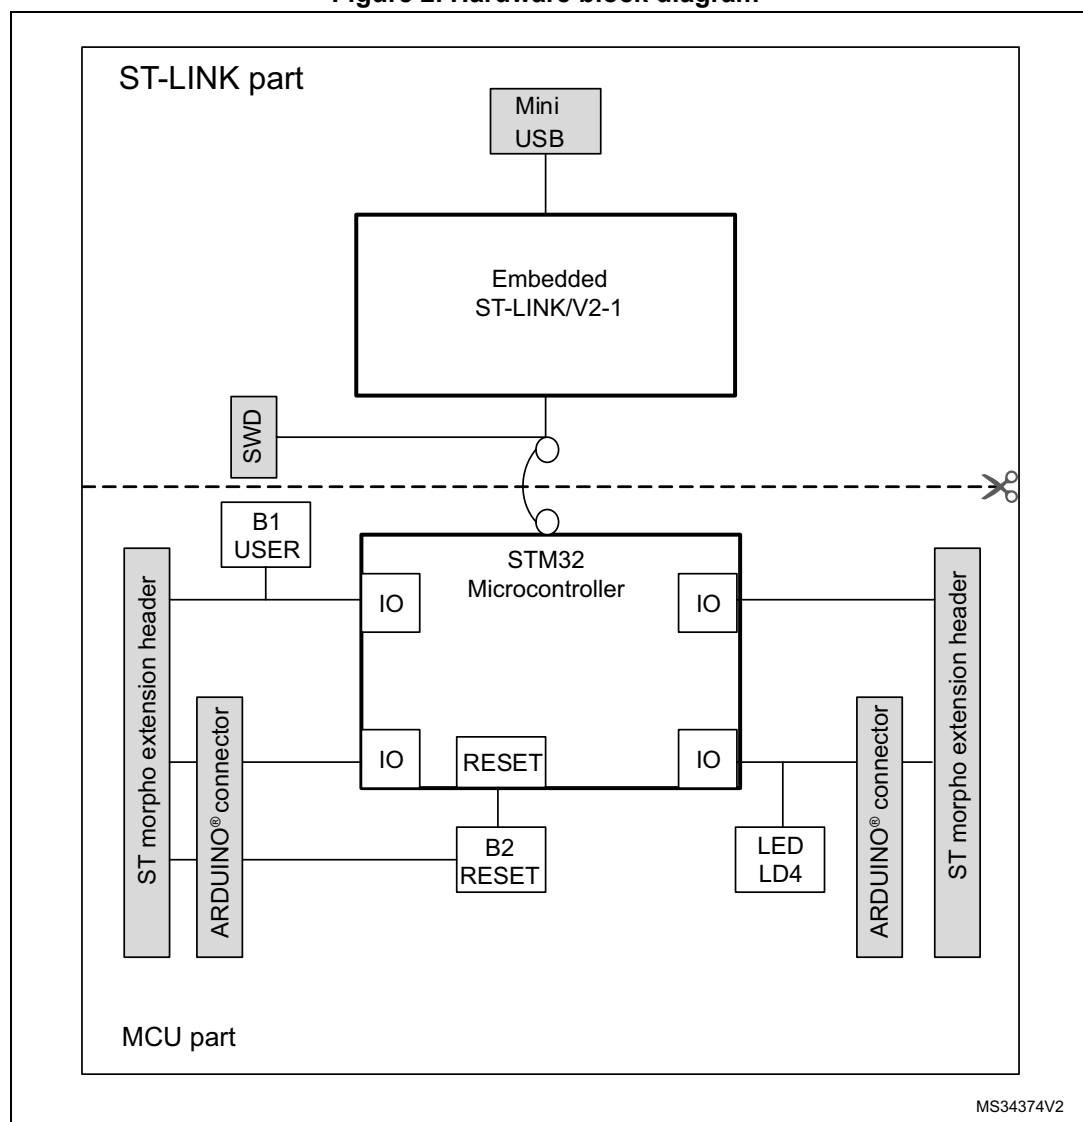 Figure 2. Hardware block diagram
ST-LINK part
Mini
USB
Embedded
ST-LINK/V2-1
SWD
B1
USER
STM32
Microcontroller
IO
IO
ST morpho extension header
ST morpho extension header
ARDUINO® connector
ARDUINO® connector
IO
RESET
IO
B2
RESET
LED
LD4
MCU part
MS34374V2